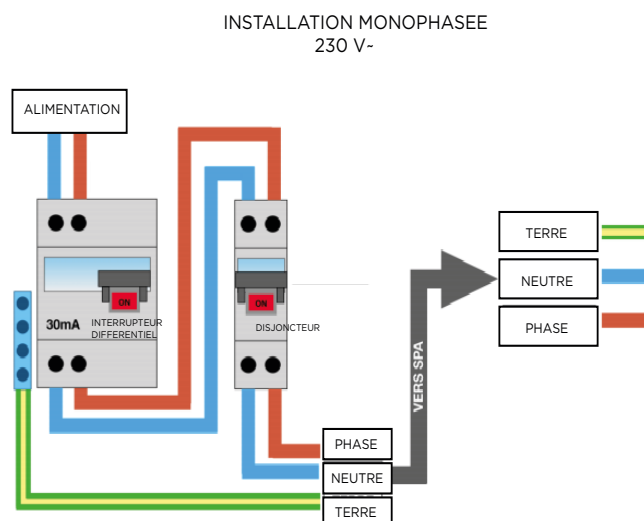 INSTALLATION MONOPHASEE
230 V~
ALIMENTATION
ON
30mA
INTERRUPTEUR
DIFFERENTIEL
ON
DISJONCTEUR
VERS SPA
TERRE
NEUTRE
PHASE
PHASE
NEUTRE
TERRE